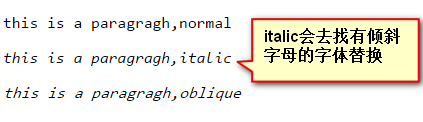 this is a paragragh,normal
this is a paragragh,italic
this is a paragragh,oblique
italic会去找有倾斜
字母的字体替换